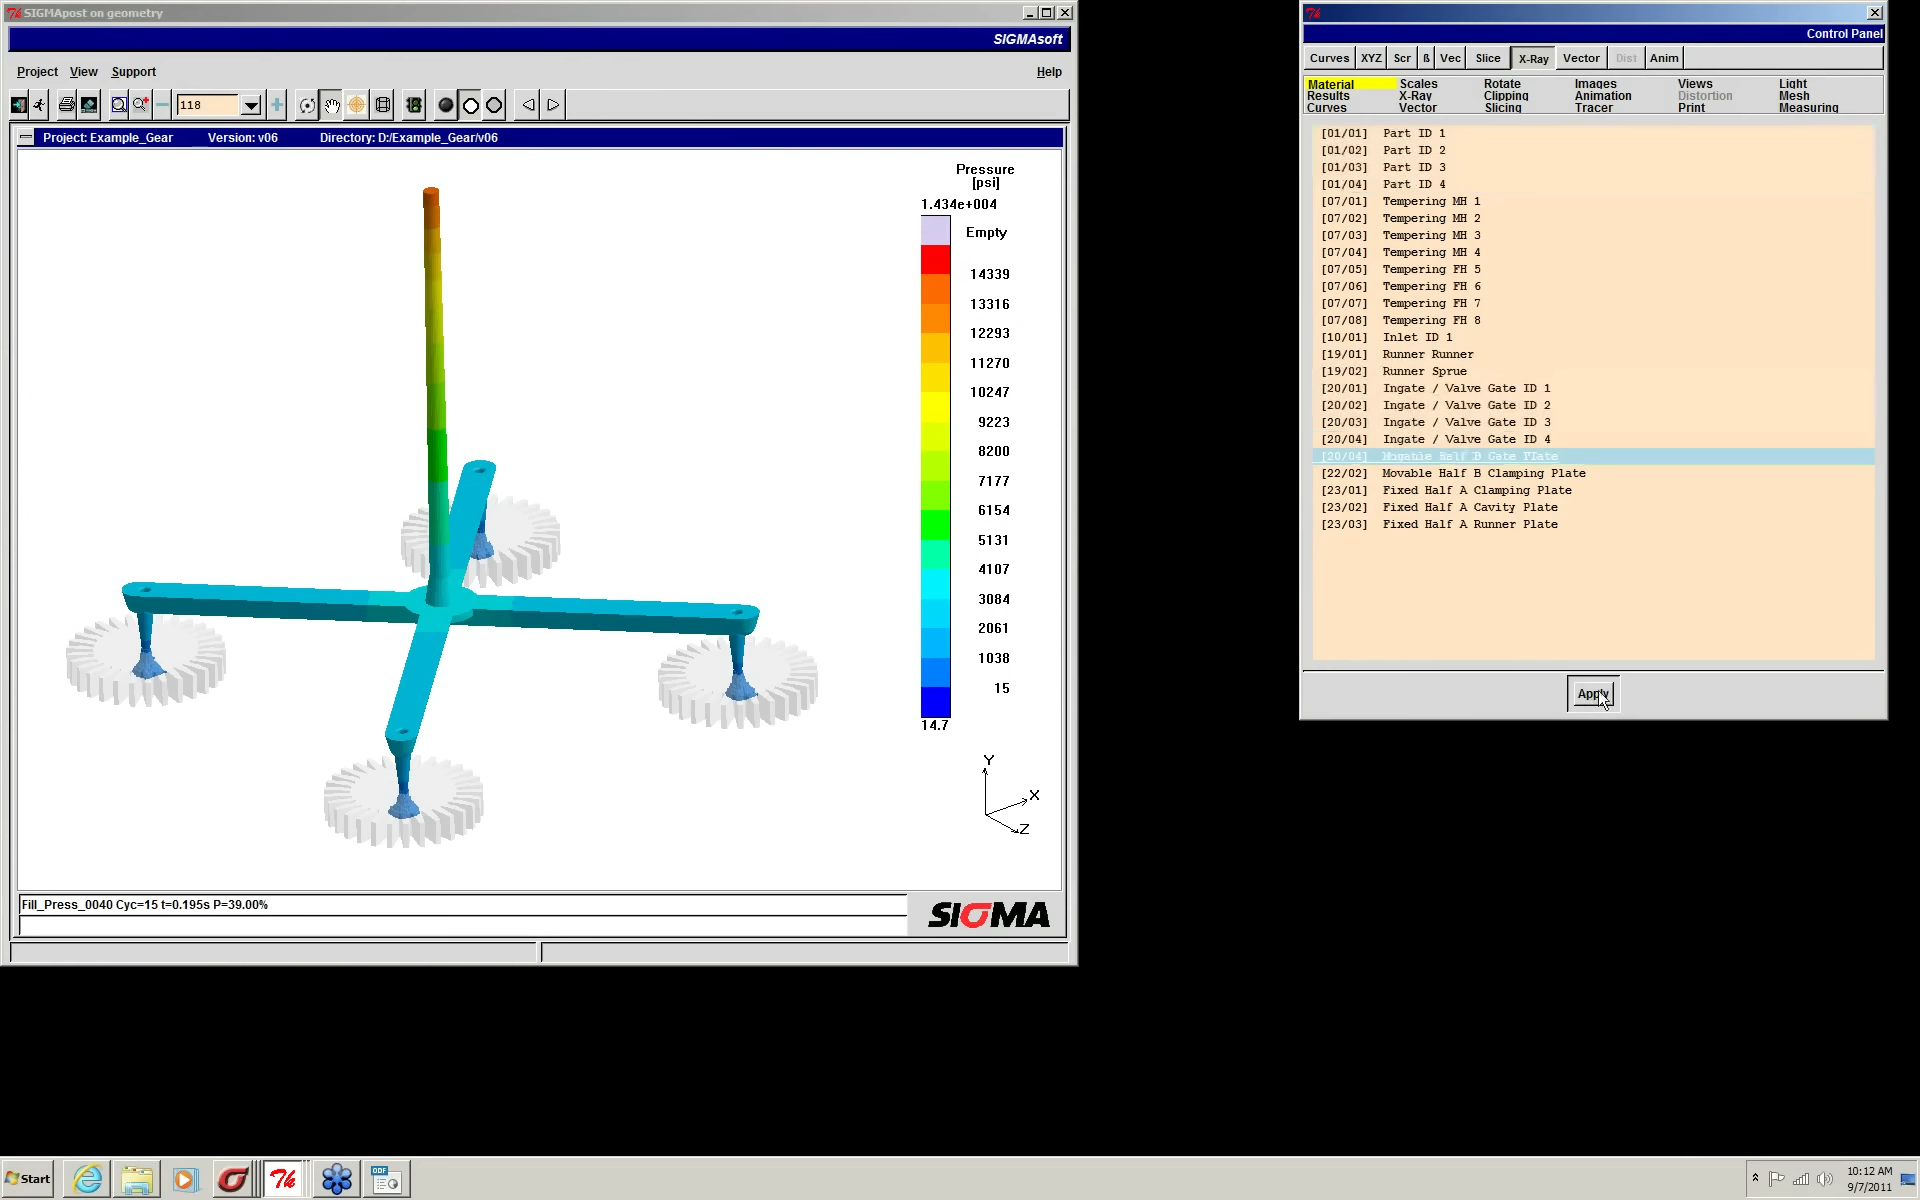 SIGMApost on geometry
SIGMAsoft
Project View Support Help
118
Project: Example_Gear Version: v06 Directory: D:/Example_Gear/v06
Pressure
[psi]
1.434e+004
Empty
14339
13316
12293
11270
10247
9223
8200
7177
6154
5131
4107
3084
2061
1038
15
14.7
Y
X
Z
Fill_Press_0040 Cyc=15 t=0.195s P=39.00%
SIGMA
Control Panel
Curves XYZ Scr ß Vec Slice X-Ray Vector Dist Anim
Material Scales Rotate Images Views Light
Results X-Ray Clipping Animation Distortion Mesh
Curves Vector Slicing Tracer Print Measuring
[01/01] Part ID 1
[01/02] Part ID 2
[01/03] Part ID 3
[01/04] Part ID 4
[07/01] Tempering MH 1
[07/02] Tempering MH 2
[07/03] Tempering MH 3
[07/04] Tempering MH 4
[07/05] Tempering FH 5
[07/06] Tempering FH 6
[07/07] Tempering FH 7
[07/08] Tempering FH 8
[10/01] Inlet ID 1
[19/01] Runner Runner
[19/02] Runner Sprue
[20/01] Ingate / Valve Gate ID 1
[20/02] Ingate / Valve Gate ID 2
[20/03] Ingate / Valve Gate ID 3
[20/04] Ingate / Valve Gate ID 4
Half B Plate
[22/02] Movable Half B Clamping Plate
[23/01] Fixed Half A Clamping Plate
[23/02] Fixed Half A Cavity Plate
[23/03] Fixed Half A Runner Plate
Apply
Start
10:12 AM
9/7/2011